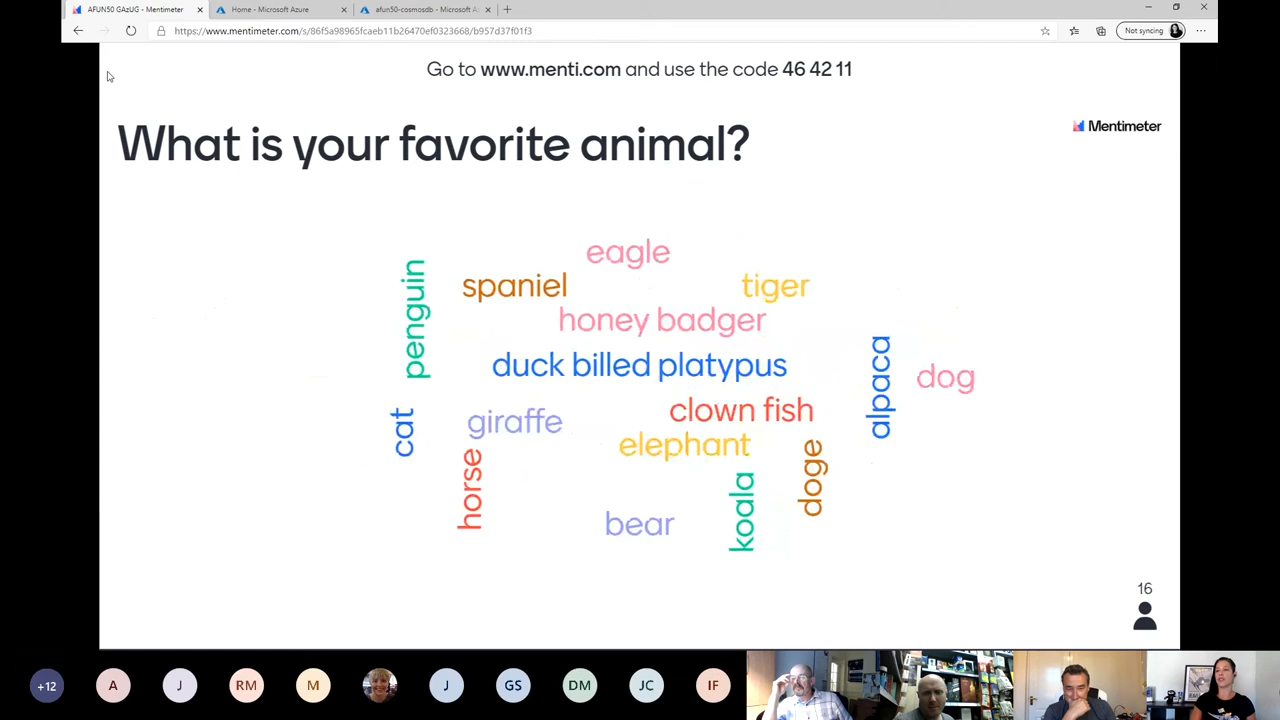 AFUN50 GAzUG - Mentimeter
Home - Microsoft Azure
afun50-cosmosdb - Microsoft Az
https://www.mentimeter.com/s/86f5a98965fcaeb11b26470ef0323668/b957d37f01f3
Not syncing
Go to www.menti.com and use the code 46 42 11
What is your favorite animal?
Mentimeter
eagle
penguin
spaniel
tiger
honey badger
duck billed platypus
alpaca
dog
cat
giraffe
clown fish
elephant
horse
doge
koala
bear
16
+12
A
J
RM
M
J
GS
DM
JC
IF